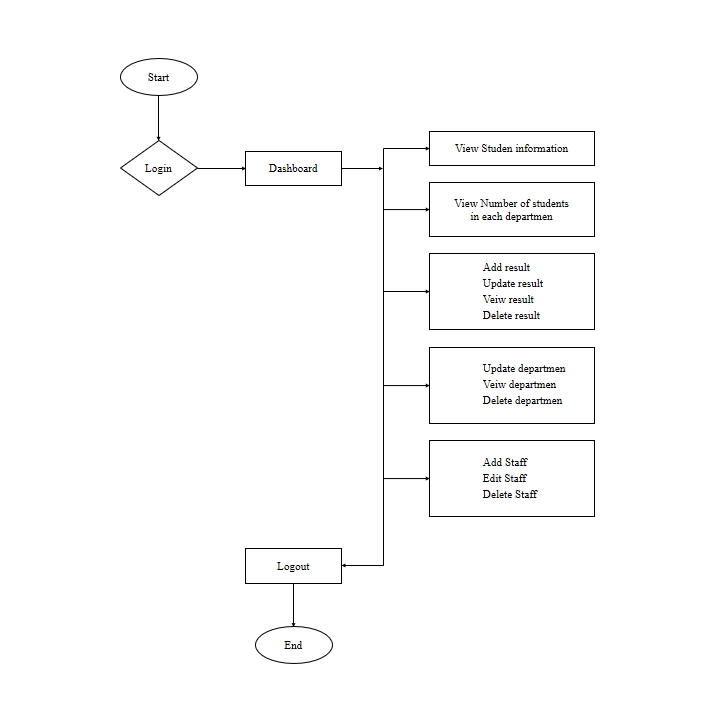 Start
Login
Dashboard
View Studen information
View Number of students
in each departmen
Add result
Update result
Veiw result
Delete result
Update departmen
Veiw departmen
Delete departmen
Add Staff
Edit Staff
Delete Staff
Logout
End